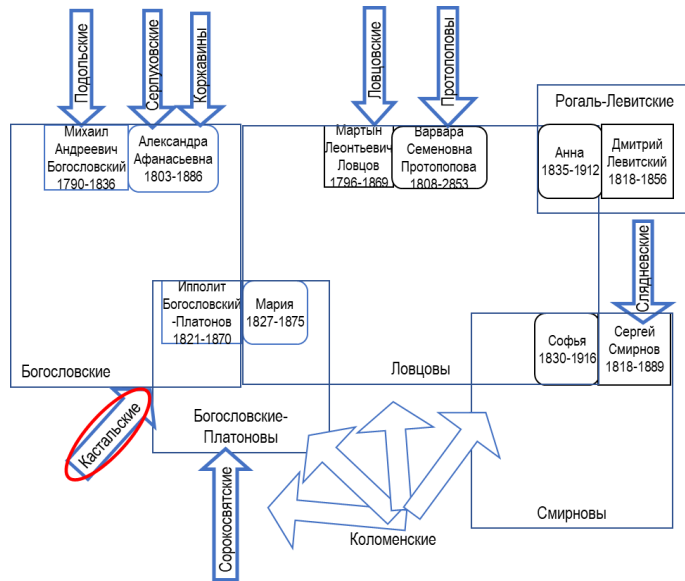 Подольские
Серпуховские
Коржавины
Ловцовские
Протопоповы
Рогаль-Левитские
Михаил
Андреевич
Богословский
1790-1836
Александра
Афанасьевна
1803-1886
Мартын
Леонтьевич
Ловцов
1796-1869
Варвара
Семеновна
Протопопова
1808-2853
Анна
1835-1912
Дмитрий
Левитский
1818-1856
Слядневские
Ипполит
Богословский
-Платонов
1821-1870
Мария
1827-1875
Софья
1830-1916
Сергей
Смирнов
1818-1889
Богословские
Ловцовы
Кастальские
Богословские-
Платоновы
Сорокосвятские
Коломенские
Смирновы